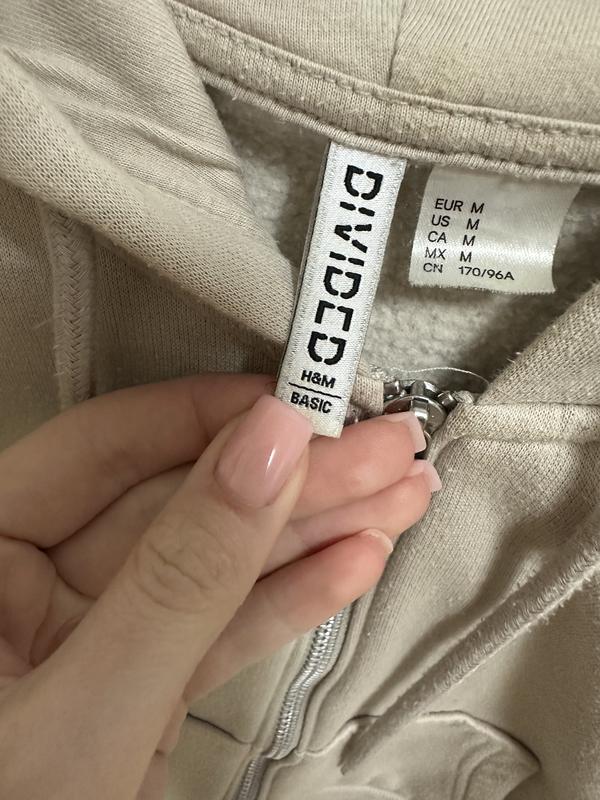 DIVIDED
H&M
BASIC
EUR M
US M
CA M
MX M
CN 170/96A